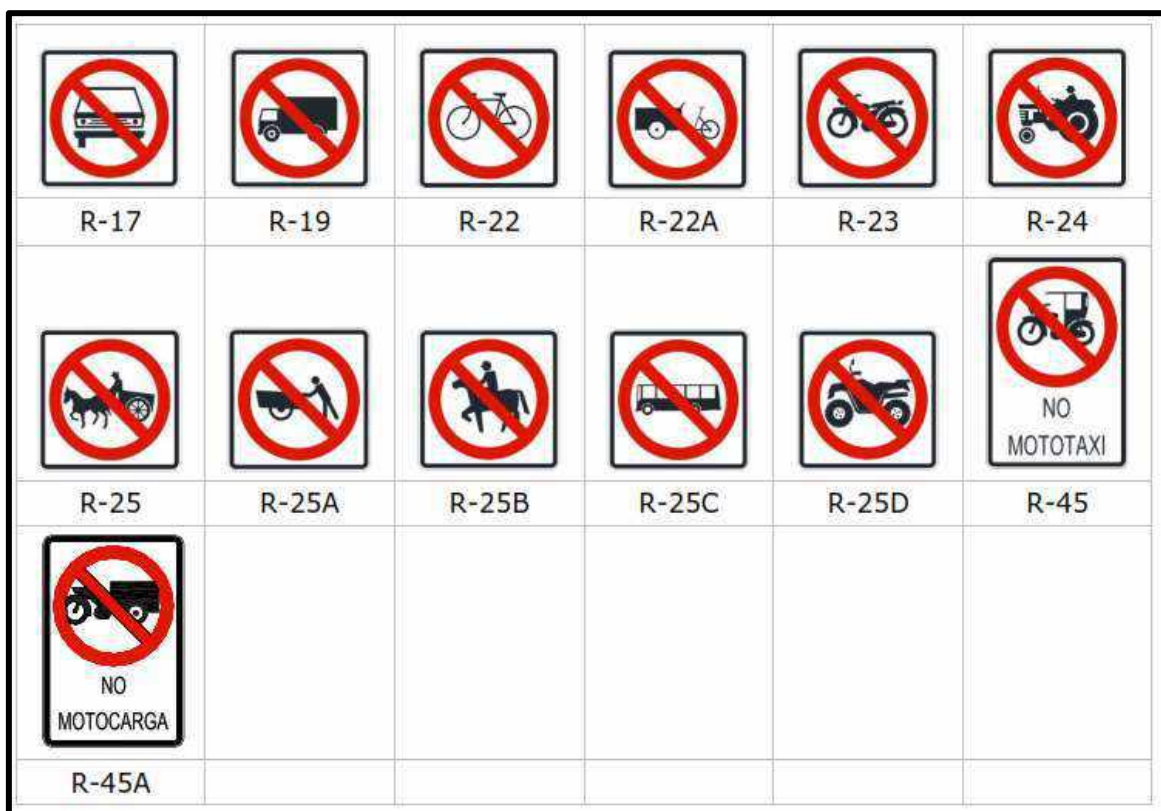 R-17 R-19 R-22 R-22A R-23 R-24
NO
MOTOTAXI
R-25 R-25A R-25B R-25C R-25D R-45
NO
MOTOCARGA
R-45A